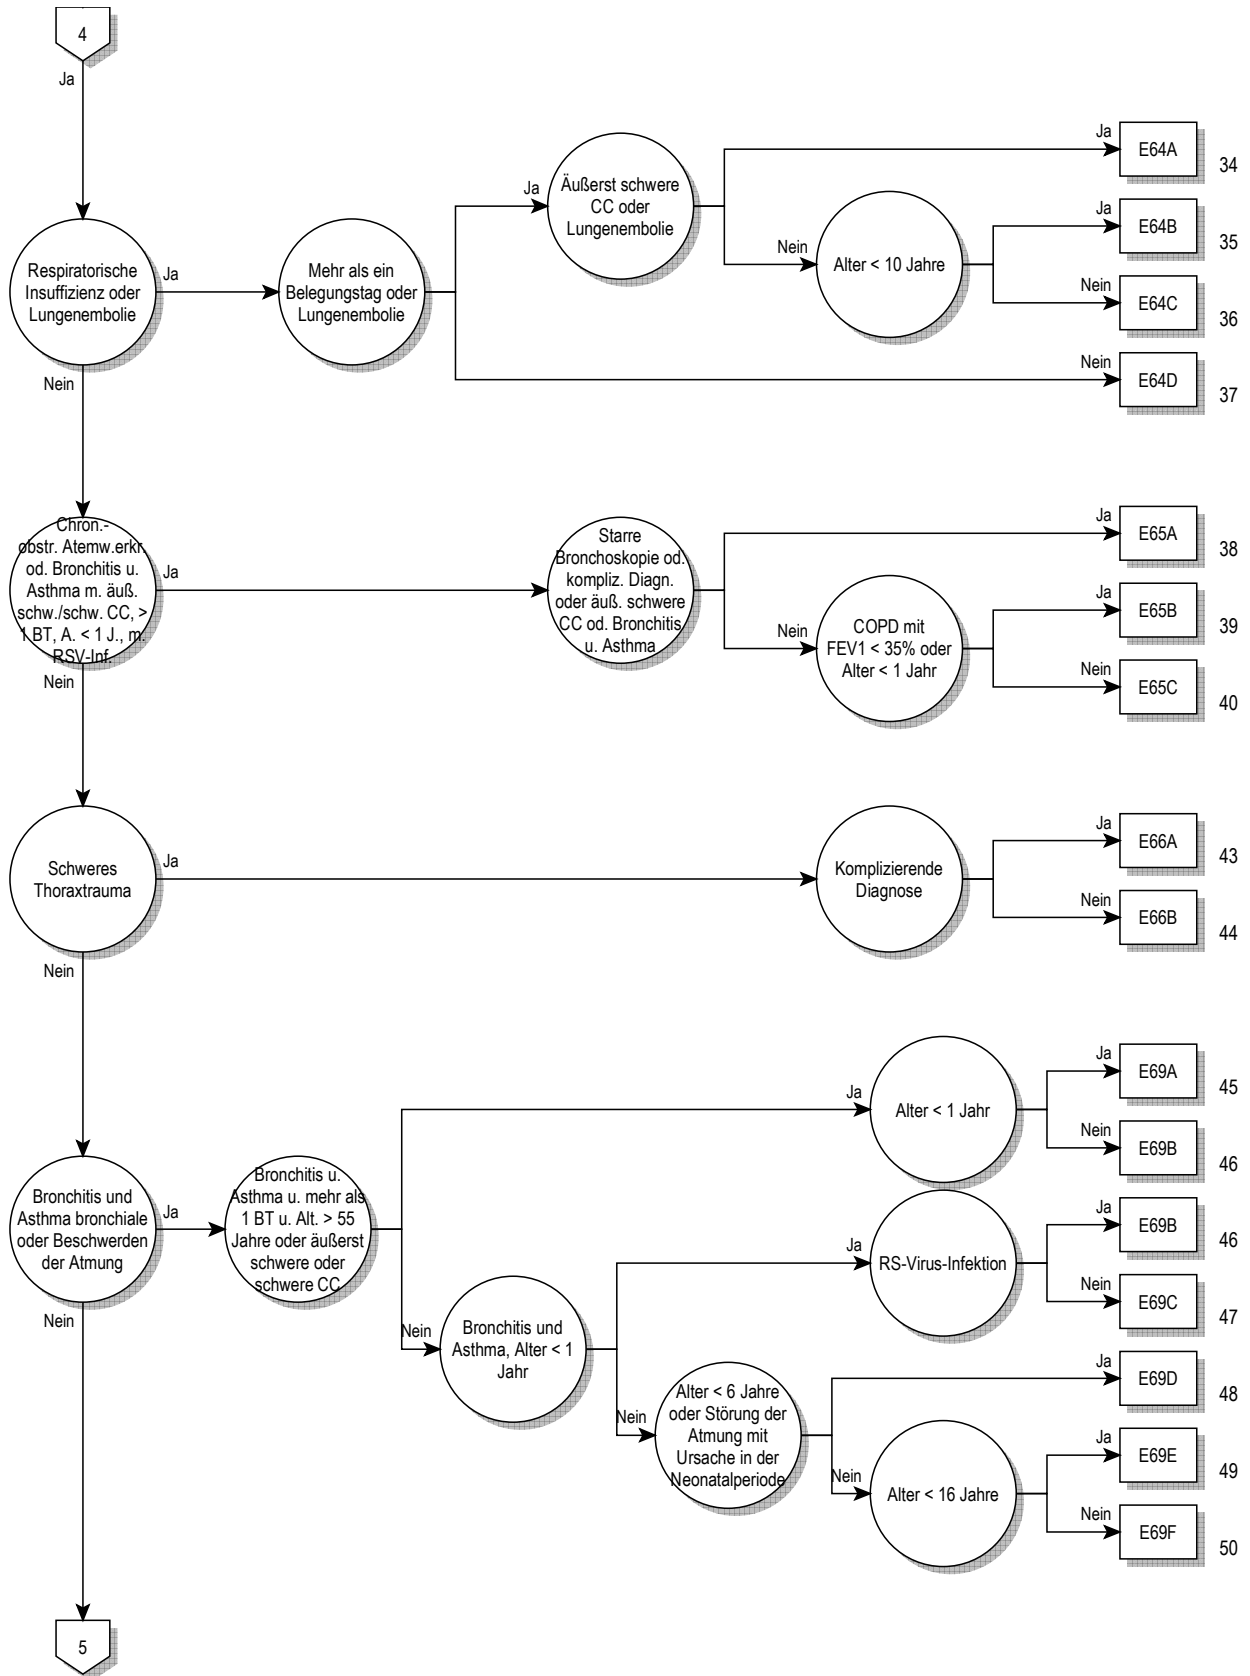 4
Ja
Respiratorische
Insuffizienz oder
Lungenembolie
Ja
Mehr als ein
Belegungstag oder
Lungenembolie
Ja
Äußerst schwere
CC oder
Lungenembolie
Ja
E64A
34
Nein
Alter < 10 Jahre
Ja
E64B
35
Nein
E64C
36
Nein
E64D
37
Nein
Chron.-
obstr. Atemw.erkr.
od. Bronchitis u.
Asthma m. äuß.
schw./schw. CC, >
1 BT, A. < 1 J., m.
RSV-Inf.
Ja
Starre
Bronchoskopie od.
kompliz. Diagn.
oder äuß. schwere
CC od. Bronchitis
u. Asthma
Ja
E65A
38
Nein
COPD mit
FEV1 < 35% oder
Alter < 1 Jahr
Ja
E65B
39
Nein
E65C
40
Nein
Schweres
Thoraxtrauma
Ja
Komplizierende
Diagnose
Ja
E66A
43
Nein
E66B
44
Nein
Bronchitis und
Asthma bronchiale
oder Beschwerden
der Atmung
Ja
Bronchitis u.
Asthma u. mehr als
1 BT u. Alt. > 55
Jahre oder äußerst
schwere oder
schwere CC
Ja
Alter < 1 Jahr
Ja
E69A
45
Nein
E69B
46
Nein
Bronchitis und
Asthma, Alter < 1
Jahr
Ja
RS-Virus-Infektion
Ja
E69B
46
Nein
E69C
47
Nein
Alter < 6 Jahre
oder Störung der
Atmung mit
Ursache in der
Neonatalperiode
Ja
E69D
48
Nein
Alter < 16 Jahre
Ja
E69E
49
Nein
E69F
50
Nein
5